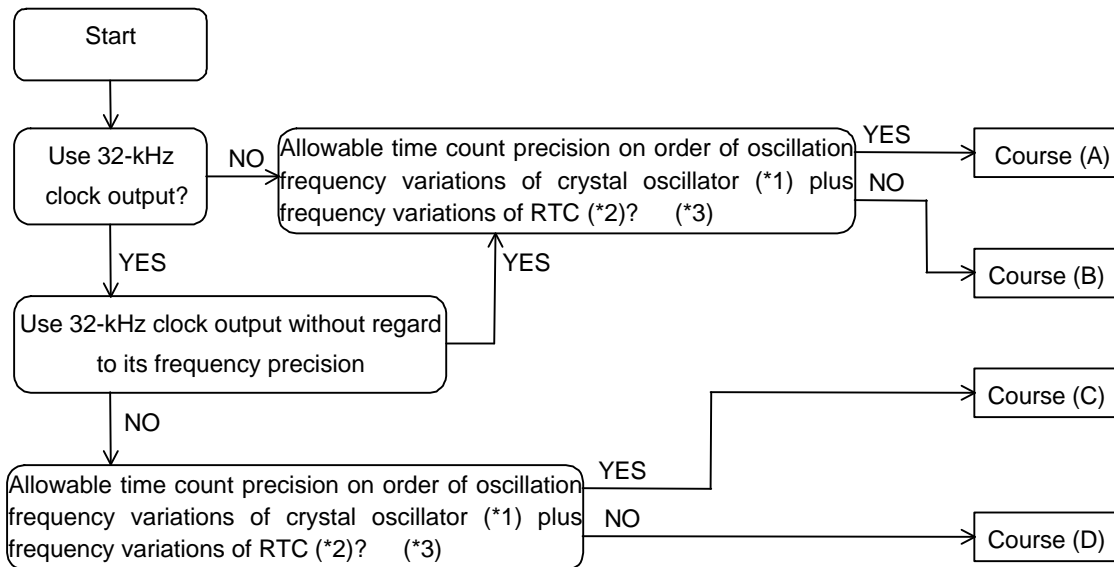 Start
Use 32-kHz
clock output?
NO
Allowable time count precision on order of oscillation
frequency variations of crystal oscillator (*1) plus
frequency variations of RTC (*2)? (*3)
YES
Course (A)
NO
Course (B)
YES
YES
Use 32-kHz clock output without regard
to its frequency precision
NO
Course (C)
Allowable time count precision on order of oscillation
frequency variations of crystal oscillator (*1) plus
frequency variations of RTC (*2)? (*3)
YES
NO
Course (D)